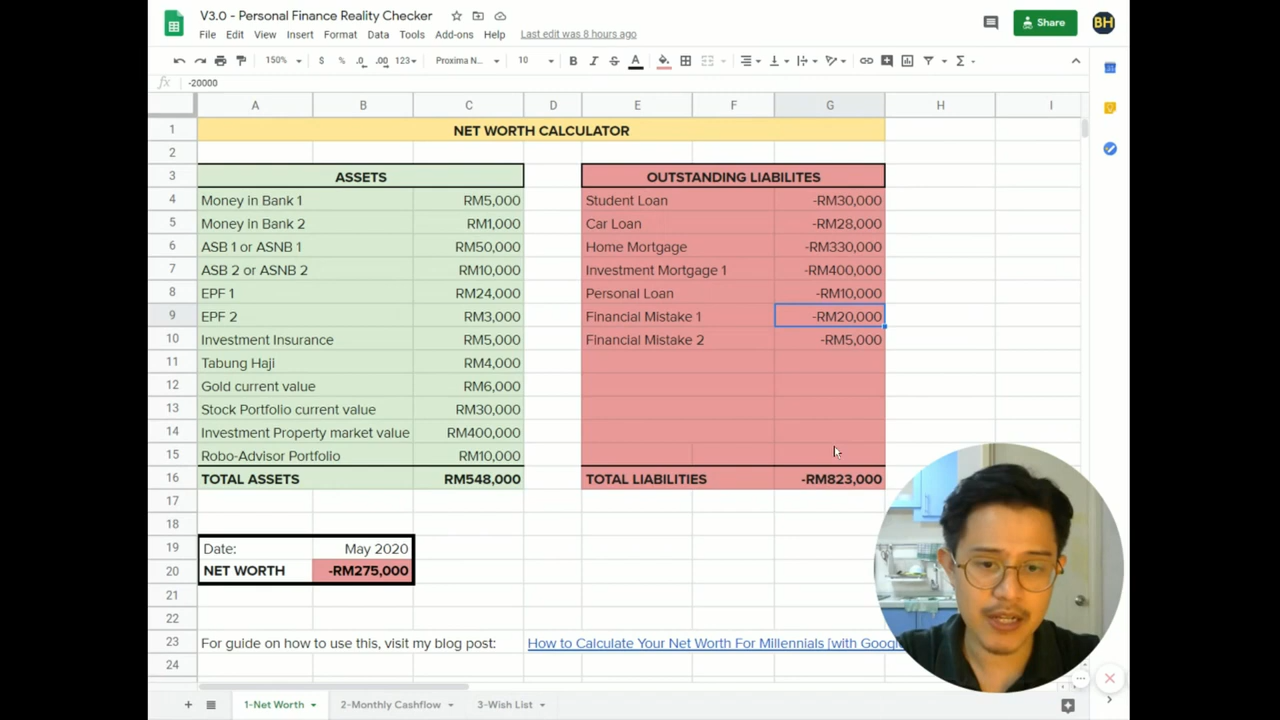 V3.0 - Personal Finance Reality Checker
File Edit View Insert Format Data Tools Add-ons Help Last edit was 8 hours ago
Share
BH
150% $ % .0 .00 123 Proxima N... 10 B I S A
fx -20000
A B C D E F G H I
1 NET WORTH CALCULATOR
2
3 ASSETS OUTSTANDING LIABILITES
4 Money in Bank 1 RM5,000 Student Loan -RM30,000
5 Money in Bank 2 RM1,000 Car Loan -RM28,000
6 ASB 1 or ASNB 1 RM50,000 Home Mortgage -RM330,000
7 ASB 2 or ASNB 2 RM10,000 Investment Mortgage 1 -RM400,000
8 EPF 1 RM24,000 Personal Loan -RM10,000
9 EPF 2 RM3,000 Financial Mistake 1 -RM20,000
10 Investment Insurance RM5,000 Financial Mistake 2 -RM5,000
11 Tabung Haji RM4,000
12 Gold current value RM6,000
13 Stock Portfolio current value RM30,000
14 Investment Property market value RM400,000
15 Robo-Advisor Portfolio RM10,000
16 TOTAL ASSETS RM548,000 TOTAL LIABILITIES -RM823,000
17
18
19 Date: May 2020
20 NET WORTH -RM275,000
21
22
23 For guide on how to use this, visit my blog post: How to Calculate Your Net Worth For Millennials [with Google
24
1-Net Worth 2-Monthly Cashflow 3-Wish List